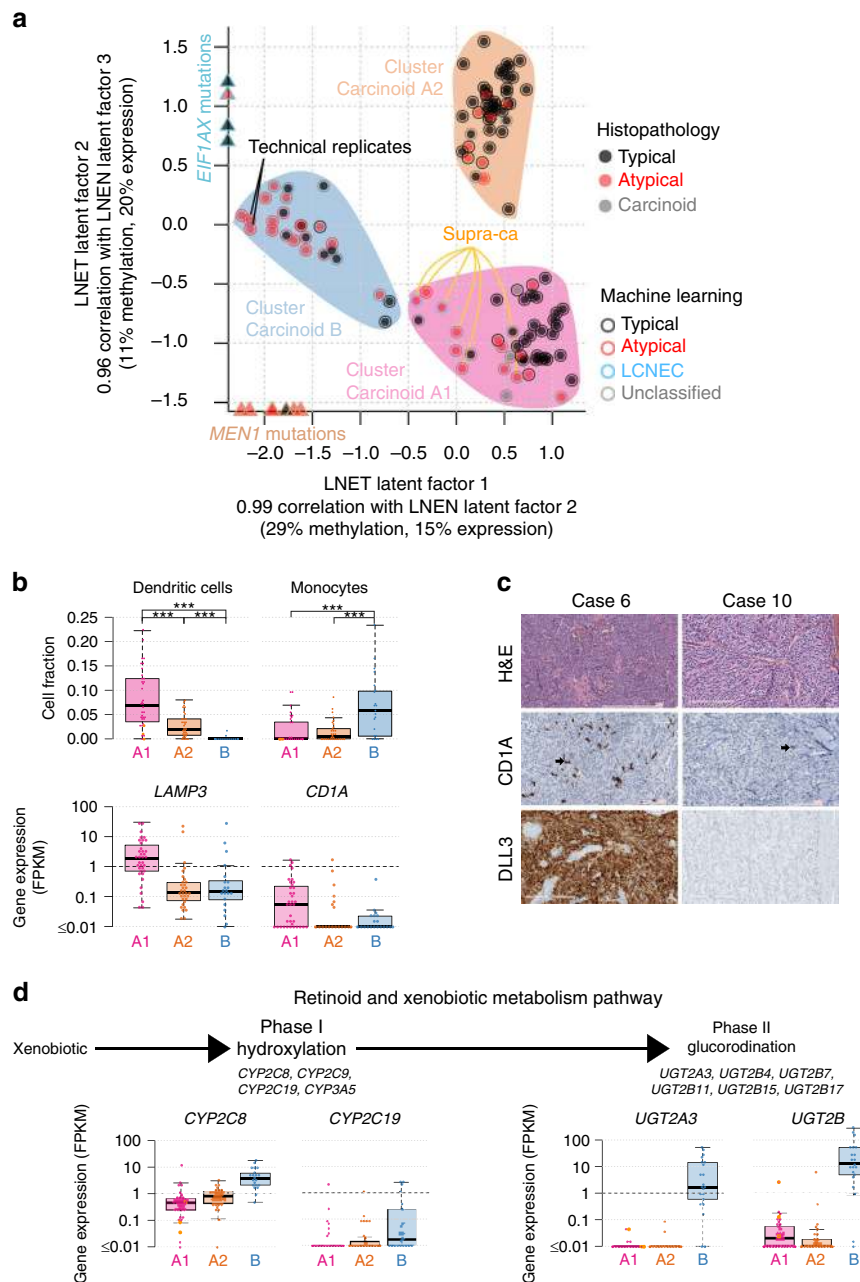 a
LNET latent factor 2
0.96 correlation with LNEN latent factor 3
(11% methylation, 20% expression)
EIF1AX mutations
1.5
1.0
0.5
0.0
−0.5
−1.0
−1.5
Cluster
Carcinoid A2
Technical replicates
Supra-ca
Cluster
Carcinoid B
Cluster
Carcinoid A1
MEN1 mutations
−2.0 −1.5 −1.0 −0.5 0.0 0.5 1.0
LNET latent factor 1
0.99 correlation with LNEN latent factor 2
(29% methylation, 15% expression)
Histopathology
Typical
Atypical
Carcinoid
Machine learning
Typical
Atypical
LCNEC
Unclassified
b
Dendritic cells Monocytes
*** ***
*** *** ***
Cell fraction
0.25
0.20
0.15
0.10
0.05
0.00
A1 A2 B A1 A2 B
LAMP3 CD1A
Gene expression
(FPKM)
100
10
1
0.1
≤0.01
A1 A2 B A1 A2 B
c
Case 6 Case 10
H&E
CD1A
DLL3
d
Retinoid and xenobiotic metabolism pathway
Xenobiotic
Phase I
hydroxylation
CYP2C8, CYP2C9,
CYP2C19, CYP3A5
Phase II
glucorodination
UGT2A3, UGT2B4, UGT2B7,
UGT2B11, UGT2B15, UGT2B17
CYP2C8 CYP2C19
Gene expression (FPKM)
100
10
1
0.1
≤0.01
A1 A2 B A1 A2 B
UGT2A3 UGT2B
Gene expression (FPKM)
100
10
1
0.1
≤0.01
A1 A2 B A1 A2 B